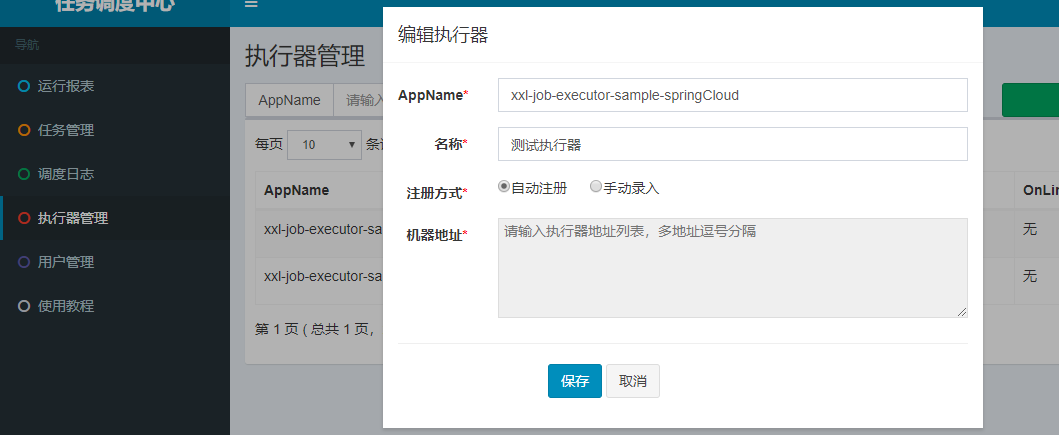 任务调度中心
导航
运行报表
任务管理
调度日志
执行器管理
用户管理
使用教程
执行器管理
AppName 请输入
每页 10 条
AppName OnLin
xxl-job-executor-sa 无
xxl-job-executor-sa 无
第 1 页 ( 总共 1 页,
编辑执行器
AppName* xxl-job-executor-sample-springCloud
名称* 测试执行器
注册方式* 自动注册 手动录入
机器地址* 请输入执行器地址列表，多地址逗号分隔
保存 取消